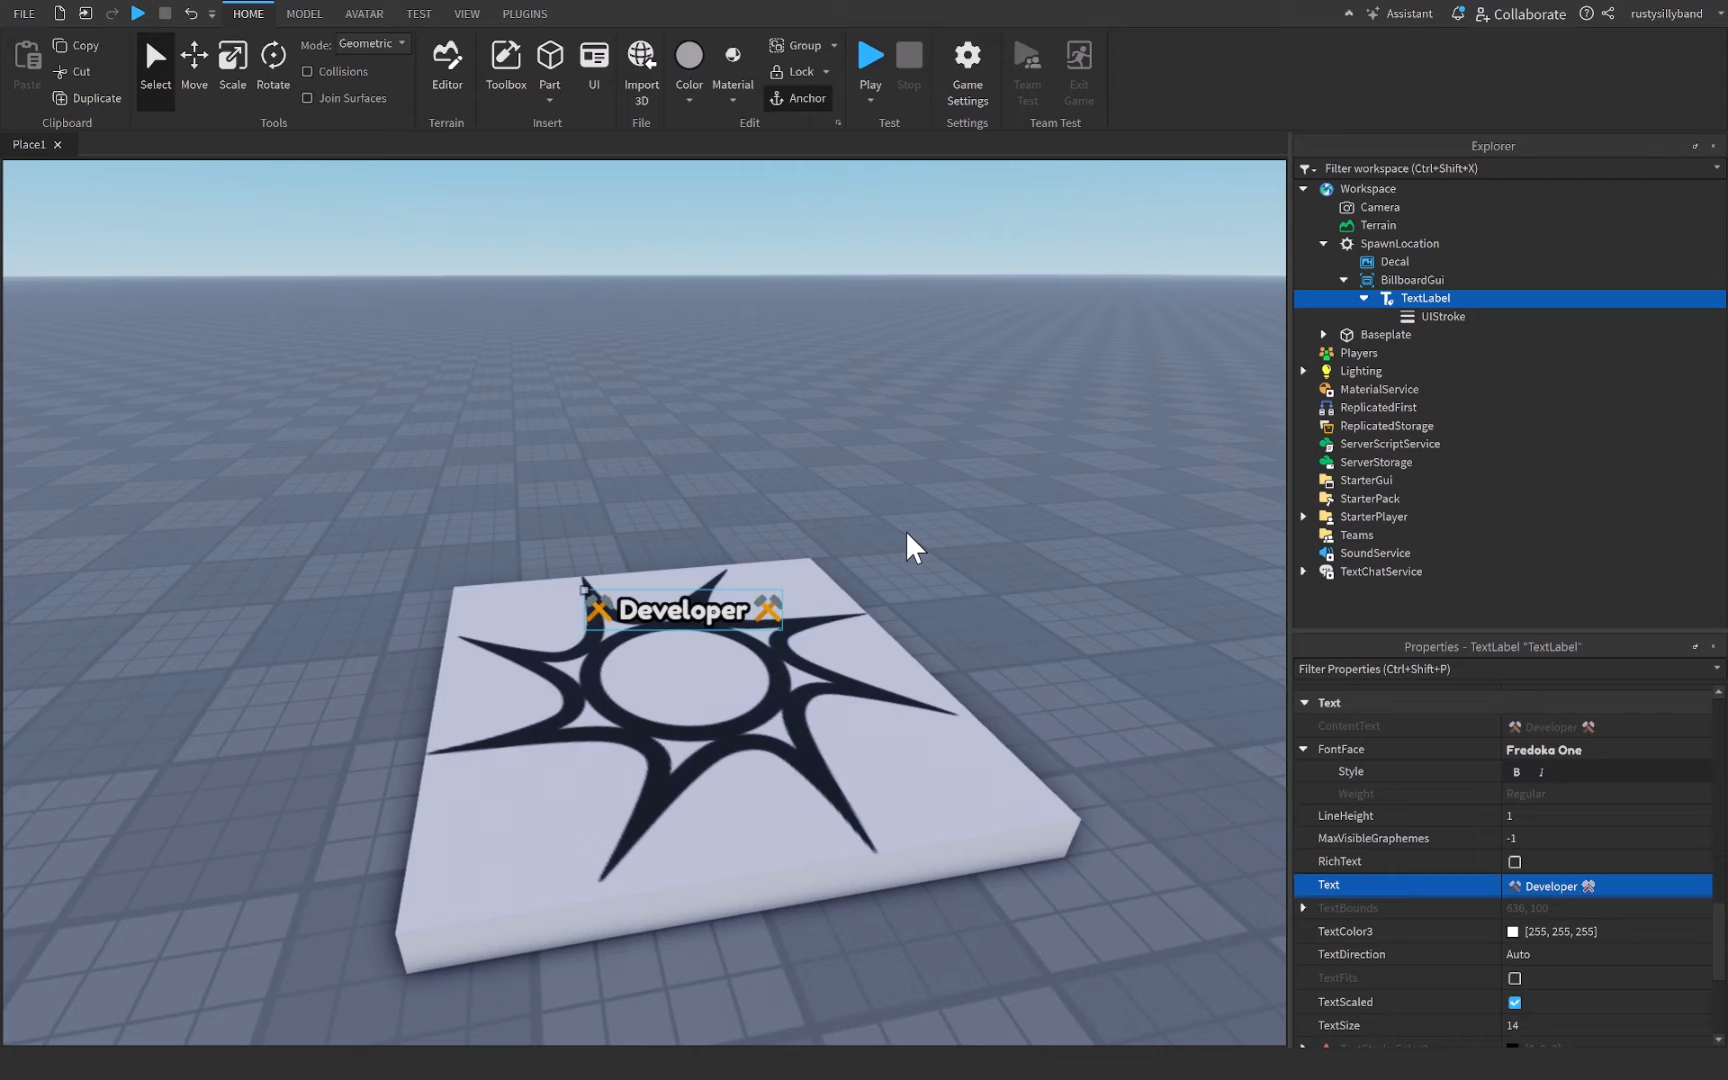 FILE HOME MODEL AVATAR TEST VIEW PLUGINS Assistant Collaborate rustysillyband
Paste Copy Cut Duplicate Clipboard
Select Move Scale Rotate Mode: Geometric Collisions Join Surfaces Tools
Editor Terrain
Toolbox Part UI Insert
Import 3D File
Color Material Group Lock Anchor Edit
Play Stop Test
Game Settings Settings
Team Test Exit Game Team Test
Place1
Developer
Explorer
Filter workspace (Ctrl+Shift+X)
Workspace
Camera
Terrain
SpawnLocation
Decal
BillboardGui
TextLabel
UIStroke
Baseplate
Players
Lighting
MaterialService
ReplicatedFirst
ReplicatedStorage
ServerScriptService
ServerStorage
StarterGui
StarterPack
StarterPlayer
Teams
SoundService
TextChatService
Properties - TextLabel "TextLabel"
Filter Properties (Ctrl+Shift+P)
Text
ContentText Developer
FontFace Fredoka One
Style B I
Weight Regular
LineHeight 1
MaxVisibleGraphemes -1
RichText
Text Developer
TextBounds 636, 100
TextColor3 [255, 255, 255]
TextDirection Auto
TextFits
TextScaled
TextSize 14